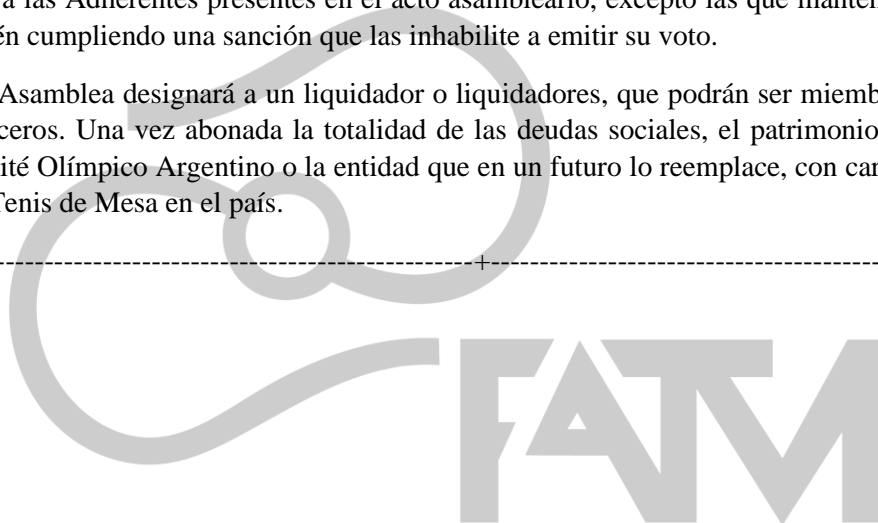 a las Adherentes presentes en el acto asambleario, excepto las que
én cumpliendo una sanción que las inhabilite a emitir su voto.
Asamblea designará a un liquidador o liquidadores, que podrán ser miemb
ceros. Una vez abonada la totalidad de las deudas sociales, el patrimonio
ité Olímpico Argentino o la entidad que en un futuro lo reemplace, con car
Tenis de Mesa en el país.
FATM